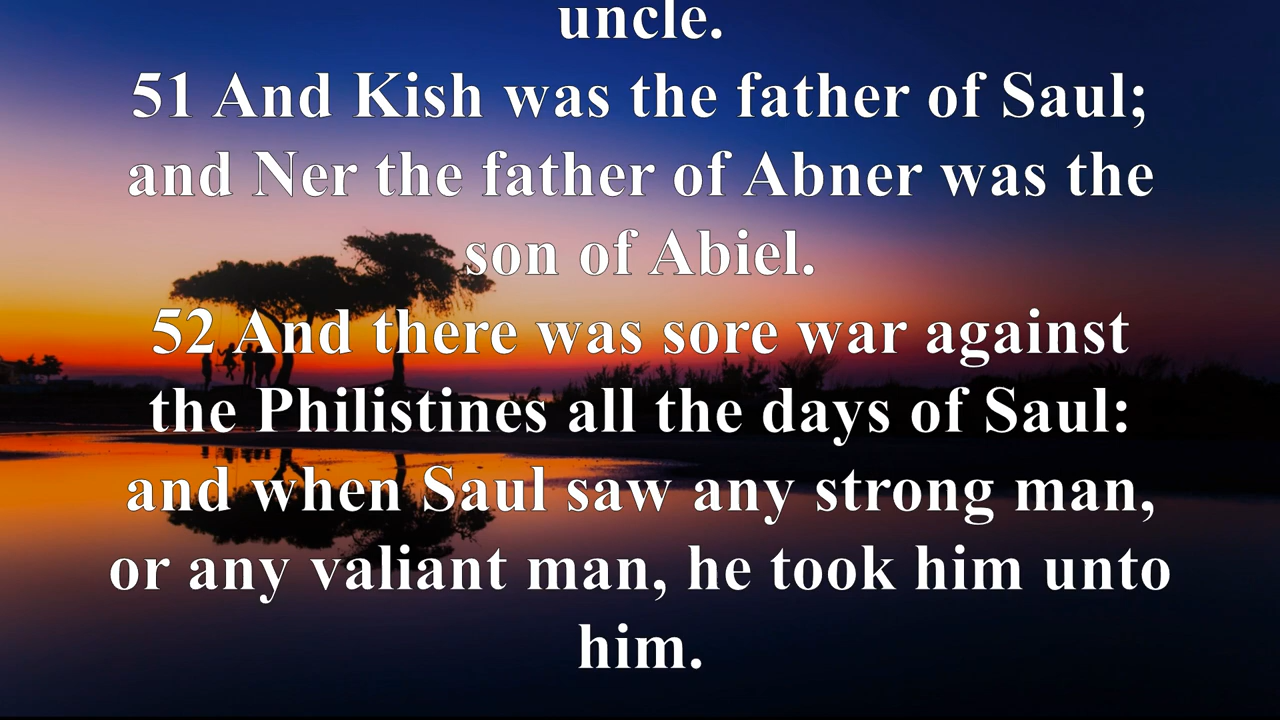 uncle.
51 And Kish was the father of Saul;
and Ner the father of Abner was the
son of Abiel.
52 And there was sore war against
the Philistines all the days of Saul:
and when Saul saw any strong man,
or any valiant man, he took him unto
him.